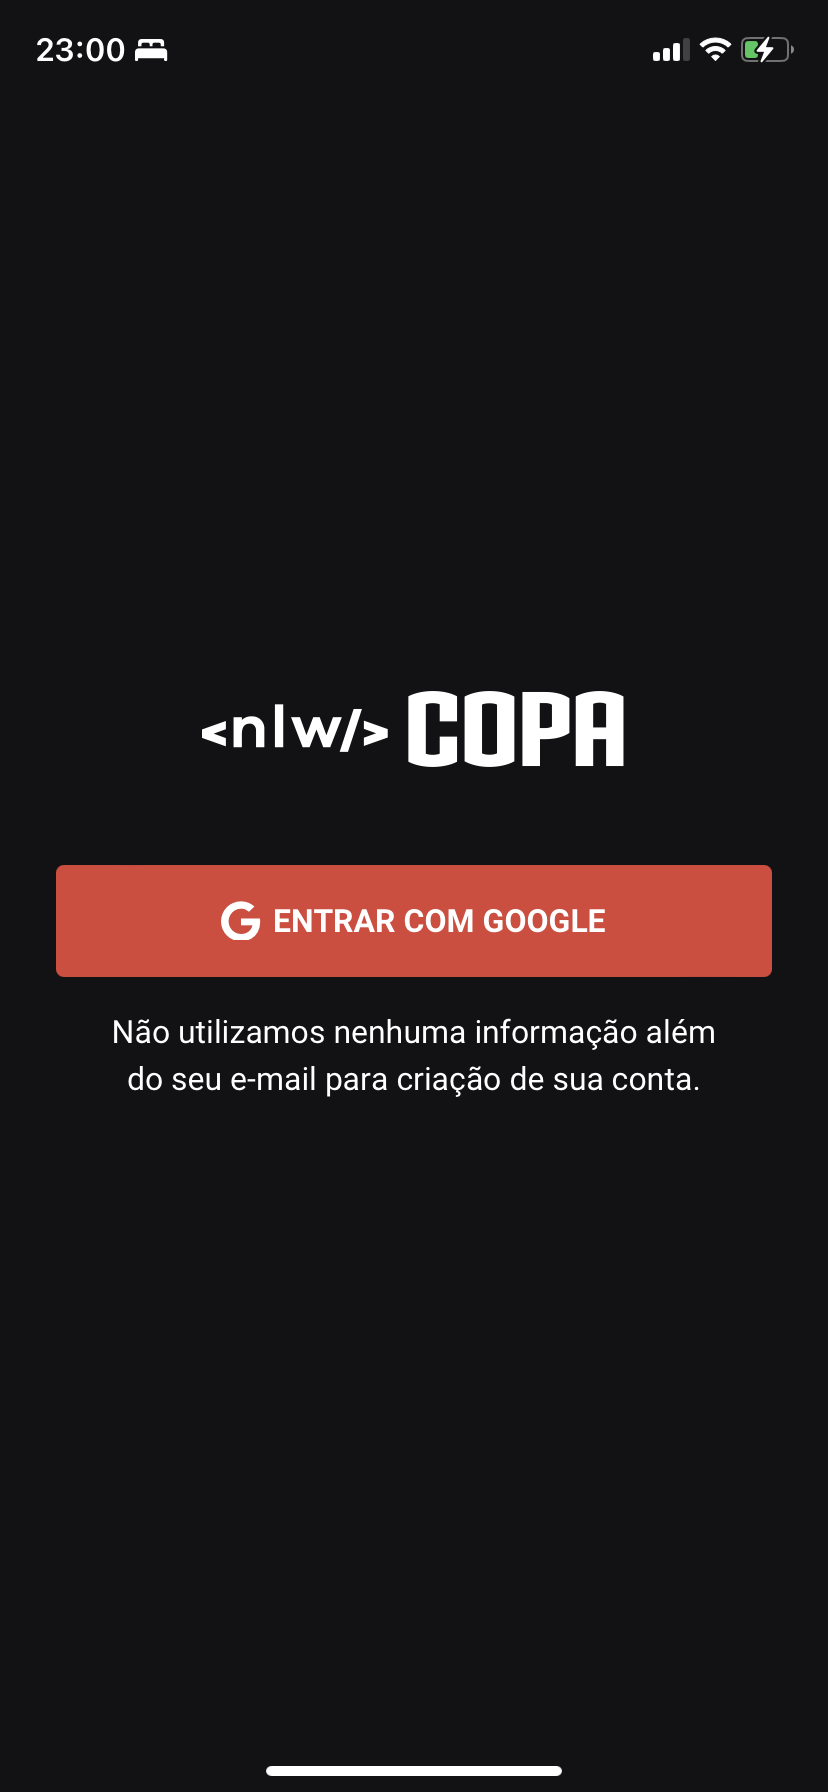 23:00
<nlw/> COPA
ENTRAR COM GOOGLE
Não utilizamos nenhuma informação além
do seu e-mail para criação de sua conta.